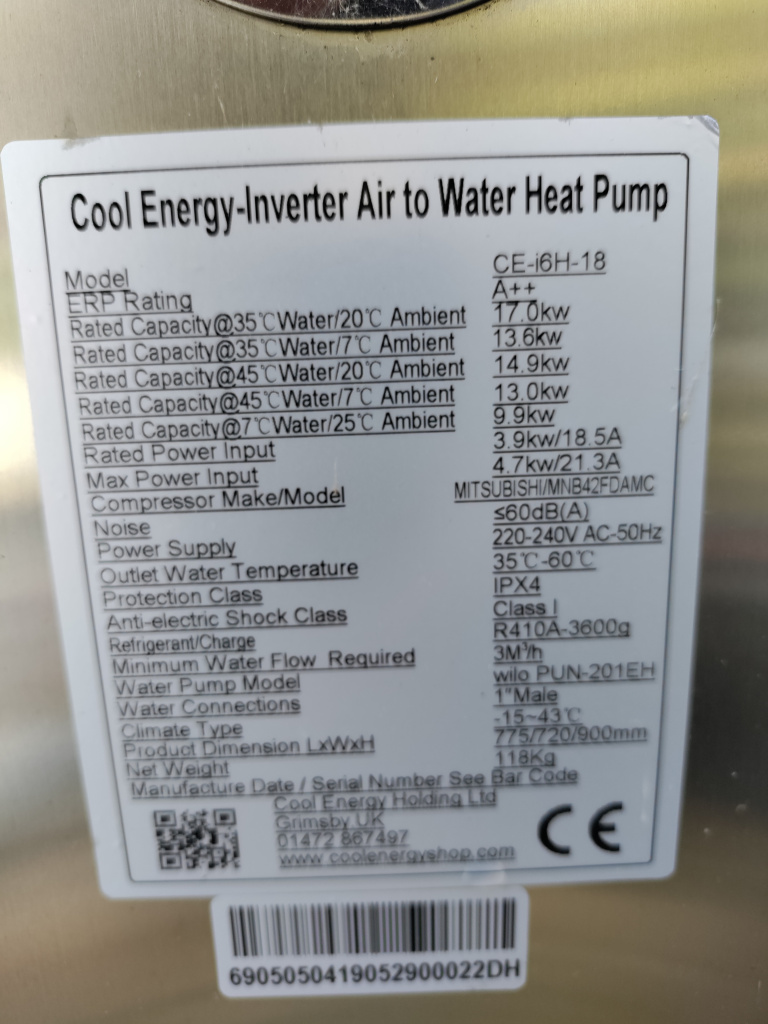 Cool Energy-Inverter Air to Water Heat Pump
Model CE-i6H-18
ERP Rating A++
Rated Capacity@35℃Water/20℃ Ambient 17.0kw
Rated Capacity@35℃Water/7℃ Ambient 13.6kw
Rated Capacity@45℃Water/20℃ Ambient 14.9kw
Rated Capacity@45℃Water/7℃ Ambient 13.0kw
Rated Capacity@7℃Water/25℃ Ambient 9.9kw
Rated Power Input 3.9kw/18.5A
Max Power Input 4.7kw/21.3A
Compressor Make/Model MITSUBISHI/MNB42FDAMC
Noise ≤60dB(A)
Power Supply 220-240V AC-50Hz
Outlet Water Temperature 35℃-60℃
Protection Class IPX4
Anti-electric Shock Class Class I
Refrigerant/Charge R410A-3600g
Minimum Water Flow Required 3M³/h
Water Pump Model wilo PUN-201EH
Water Connections 1"Male
Climate Type -15~43℃
Product Dimension LxWxH 775/720/900mm
Net Weight 118Kg
Manufacture Date / Serial Number See Bar Code
Cool Energy Holding Ltd
Grimsby UK
01472 867497
www.coolenergyshop.com
CE
6905050419052900022DH